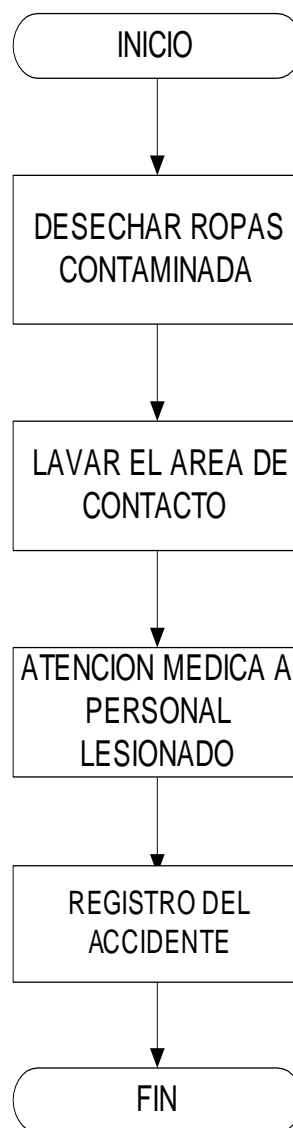 INICIO
DESECHAR ROPAS
CONTAMINADA
LAVAR EL AREA DE
CONTACTO
ATENCION MEDICA A
PERSONAL
LESIONADO
REGISTRO DEL
ACCIDENTE
FIN